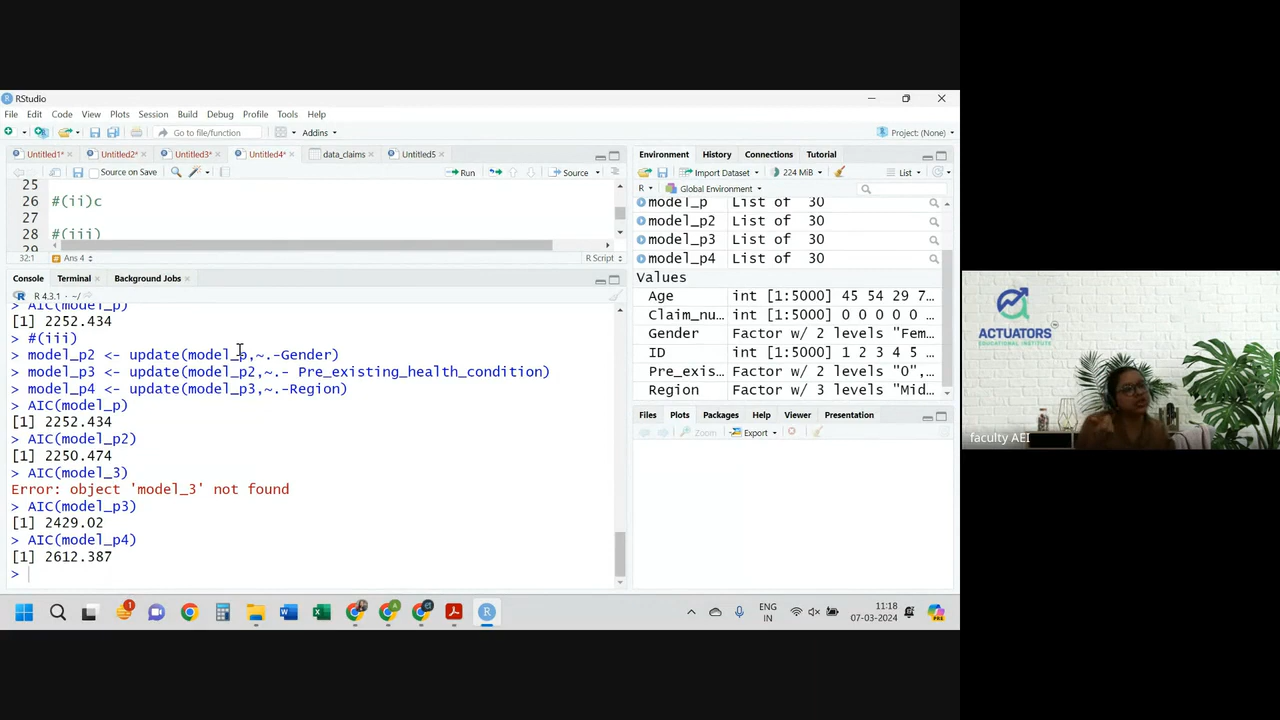 RStudio
File Edit Code View Plots Session Build Debug Profile Tools Help
Go to file/function Addins Project: (None)
Untitled1* Untitled2* Untitled3* Untitled4* data_claims Untitled5
Source on Save Run Source
25
26 #(ii)c
27
28 #(iii)
29
32:1 Ans 4 R Script
Console Terminal Background Jobs
R 4.3.1 · ~/
> AIC(model_p)
[1] 2252.434
> #(iii)
> model_p2 <- update(model_p,~.-Gender)
> model_p3 <- update(model_p2,~.- Pre_existing_health_condition)
> model_p4 <- update(model_p3,~.-Region)
> AIC(model_p)
[1] 2252.434
> AIC(model_p2)
[1] 2250.474
> AIC(model_3)
Error: object 'model_3' not found
> AIC(model_p3)
[1] 2429.02
> AIC(model_p4)
[1] 2612.387
>
Environment History Connections Tutorial
Import Dataset 224 MiB List
R Global Environment
model_p List of 30
model_p2 List of 30
model_p3 List of 30
model_p4 List of 30
Values
Age int [1:5000] 45 54 29 7…
Claim_nu… int [1:5000] 0 0 0 0 0 …
Gender Factor w/ 2 levels "Fem…
ID int [1:5000] 1 2 3 4 5 …
Pre_exis… Factor w/ 2 levels "0",…
Region Factor w/ 3 levels "Mid…
Files Plots Packages Help Viewer Presentation
Zoom Export
ACTUATORS
EDUCATIONAL INSTITUTE
faculty AEI
ENG
IN
11:18
07-03-2024